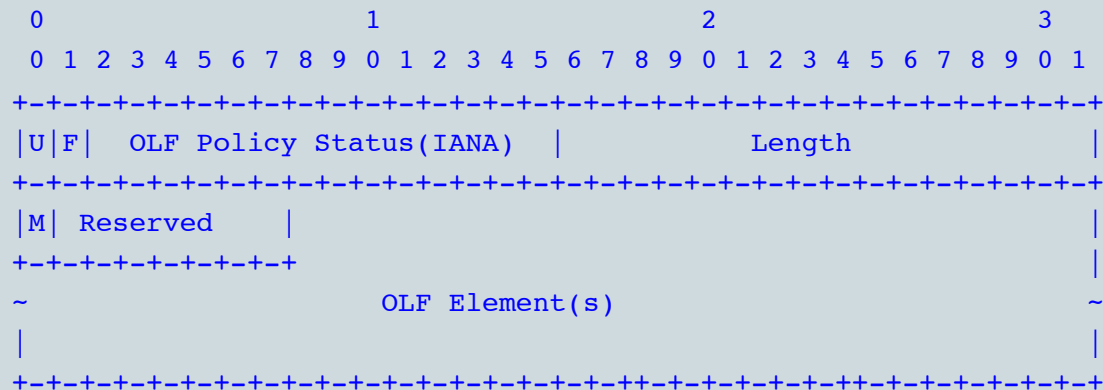 0                   1                   2                   3
 0 1 2 3 4 5 6 7 8 9 0 1 2 3 4 5 6 7 8 9 0 1 2 3 4 5 6 7 8 9 0 1
+-+-+-+-+-+-+-+-+-+-+-+-+-+-+-+-+-+-+-+-+-+-+-+-+-+-+-+-+-+-+-+-+
|U|F|  OLF Policy Status(IANA)  |           Length              |
+-+-+-+-+-+-+-+-+-+-+-+-+-+-+-+-+-+-+-+-+-+-+-+-+-+-+-+-+-+-+-+-+
|M| Reserved    |                                               |
+-+-+-+-+-+-+-+-+                                               |
~                     OLF Element(s)                            ~
|                                                               |
+-+-+-+-+-+-+-+-+-+-+-+-+-+-+-+-+-+-++-+-+-+-+-+-++-+-+-+-+-+-+-+